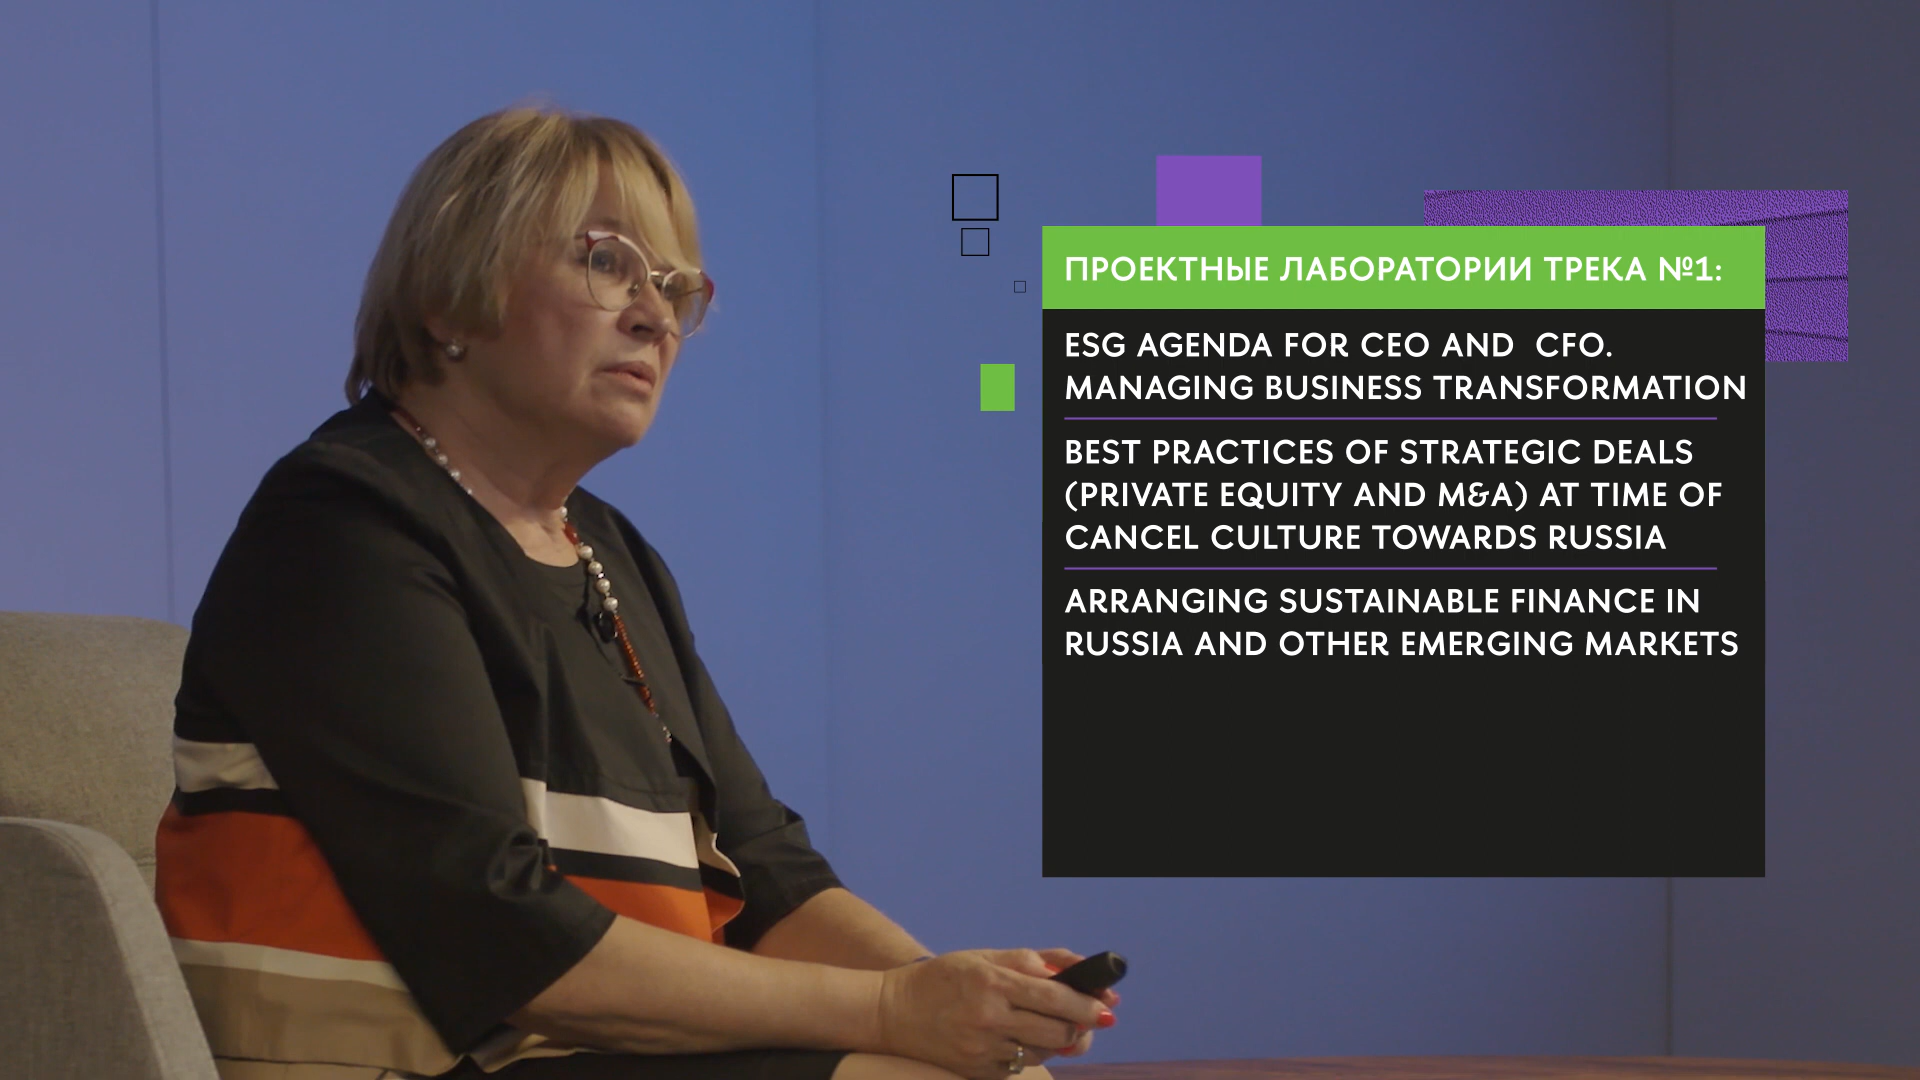 ПРОЕКТНЫЕ ЛАБОРАТОРИИ ТРЕКА №1:
ESG AGENDA FOR CEO AND CFO.
MANAGING BUSINESS TRANSFORMATION
BEST PRACTICES OF STRATEGIC DEALS
(PRIVATE EQUITY AND M&A) AT TIME OF
CANCEL CULTURE TOWARDS RUSSIA
ARRANGING SUSTAINABLE FINANCE IN
RUSSIA AND OTHER EMERGING MARKETS